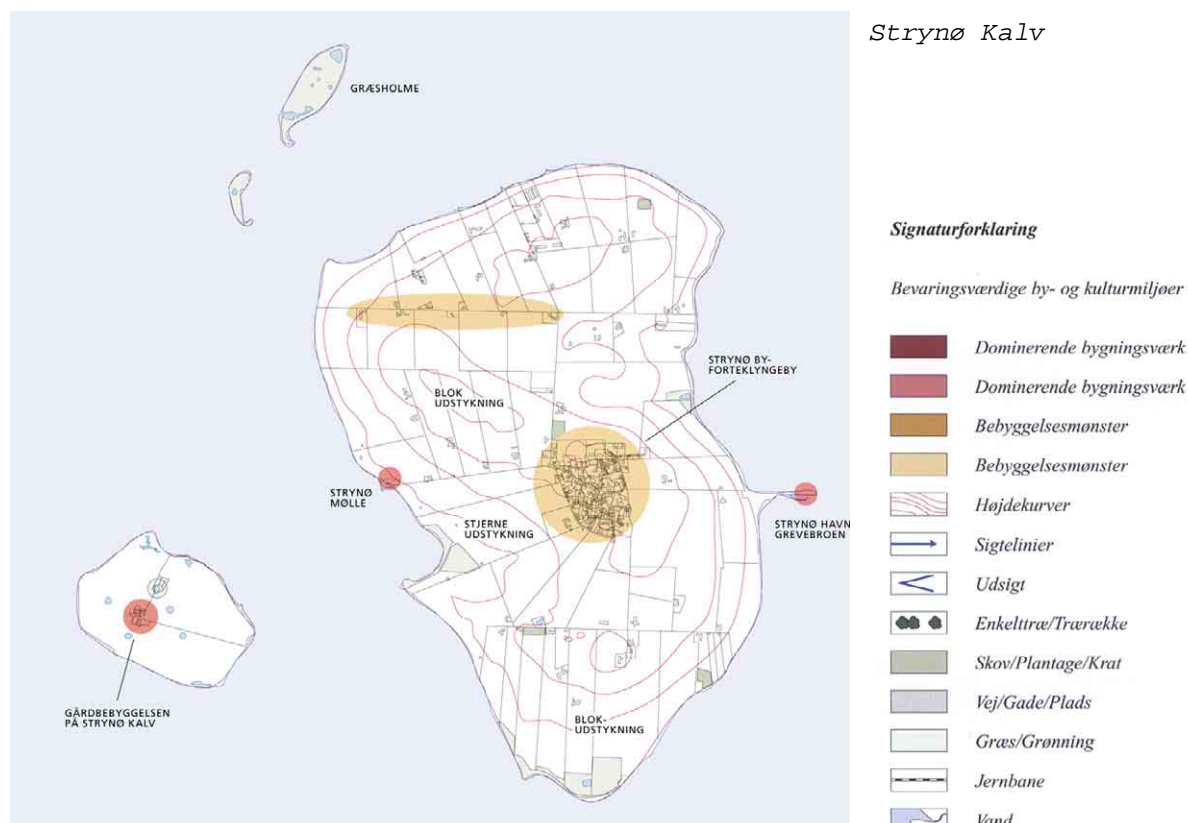 Strynø Kalv
GRÆSHOLME
STRYNØ BY-
FORTEKLYNGEBY
BLOK
UDSTYKNING
STRYNØ
MØLLE
STJERNE
UDSTYKNING
STRYNØ HAVN
GREVEBROEN
GÅRDBEBYGGELSEN
PÅ STRYNØ KALV
BLOK-
UDSTYKNING
Signaturforklaring
Bevaringsværdige by- og kulturmiljøer
Dominerende bygningsværk
Dominerende bygningsværk
Bebyggelsesmønster
Bebyggelsesmønster
Højdekurver
Sigtelinier
Udsigt
Enkelttræ/Trærække
Skov/Plantage/Krat
Vej/Gade/Plads
Græs/Grønning
Jernbane
Vand